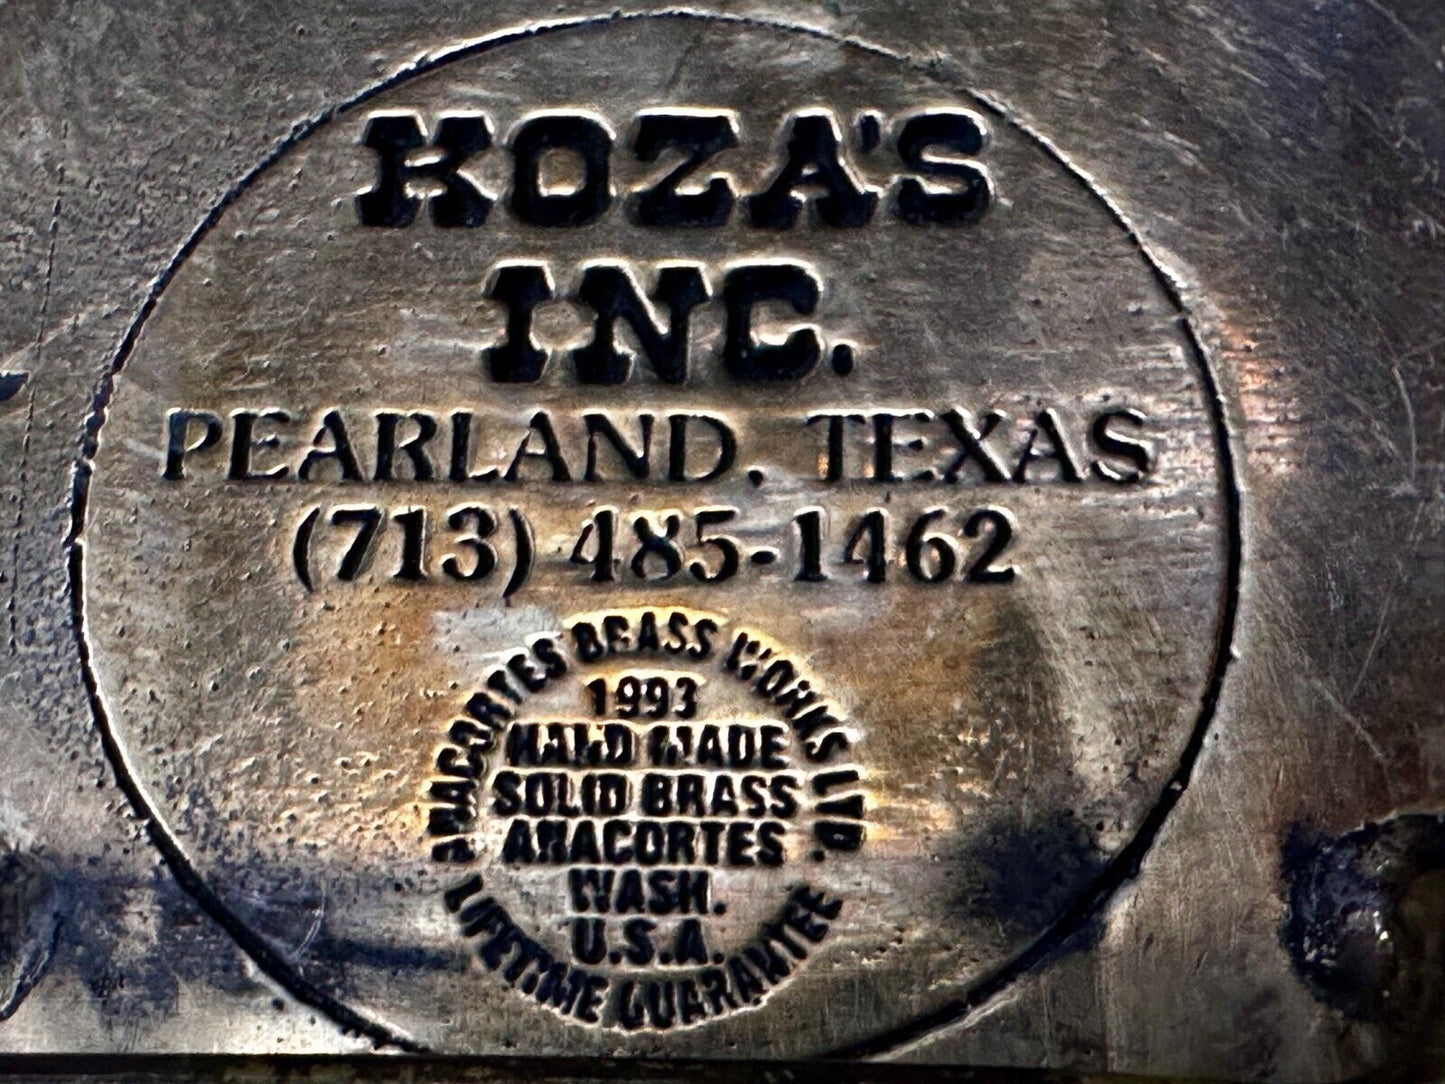 KOZA'S
INC.
PEARLAND, TEXAS
(713) 485-1462
ANACORTES BRASS WORKS LTD.
1993
HAND MADE
SOLID BRASS
ANACORTES
WASH.
U.S.A.
LIFETIME GUARANTEE